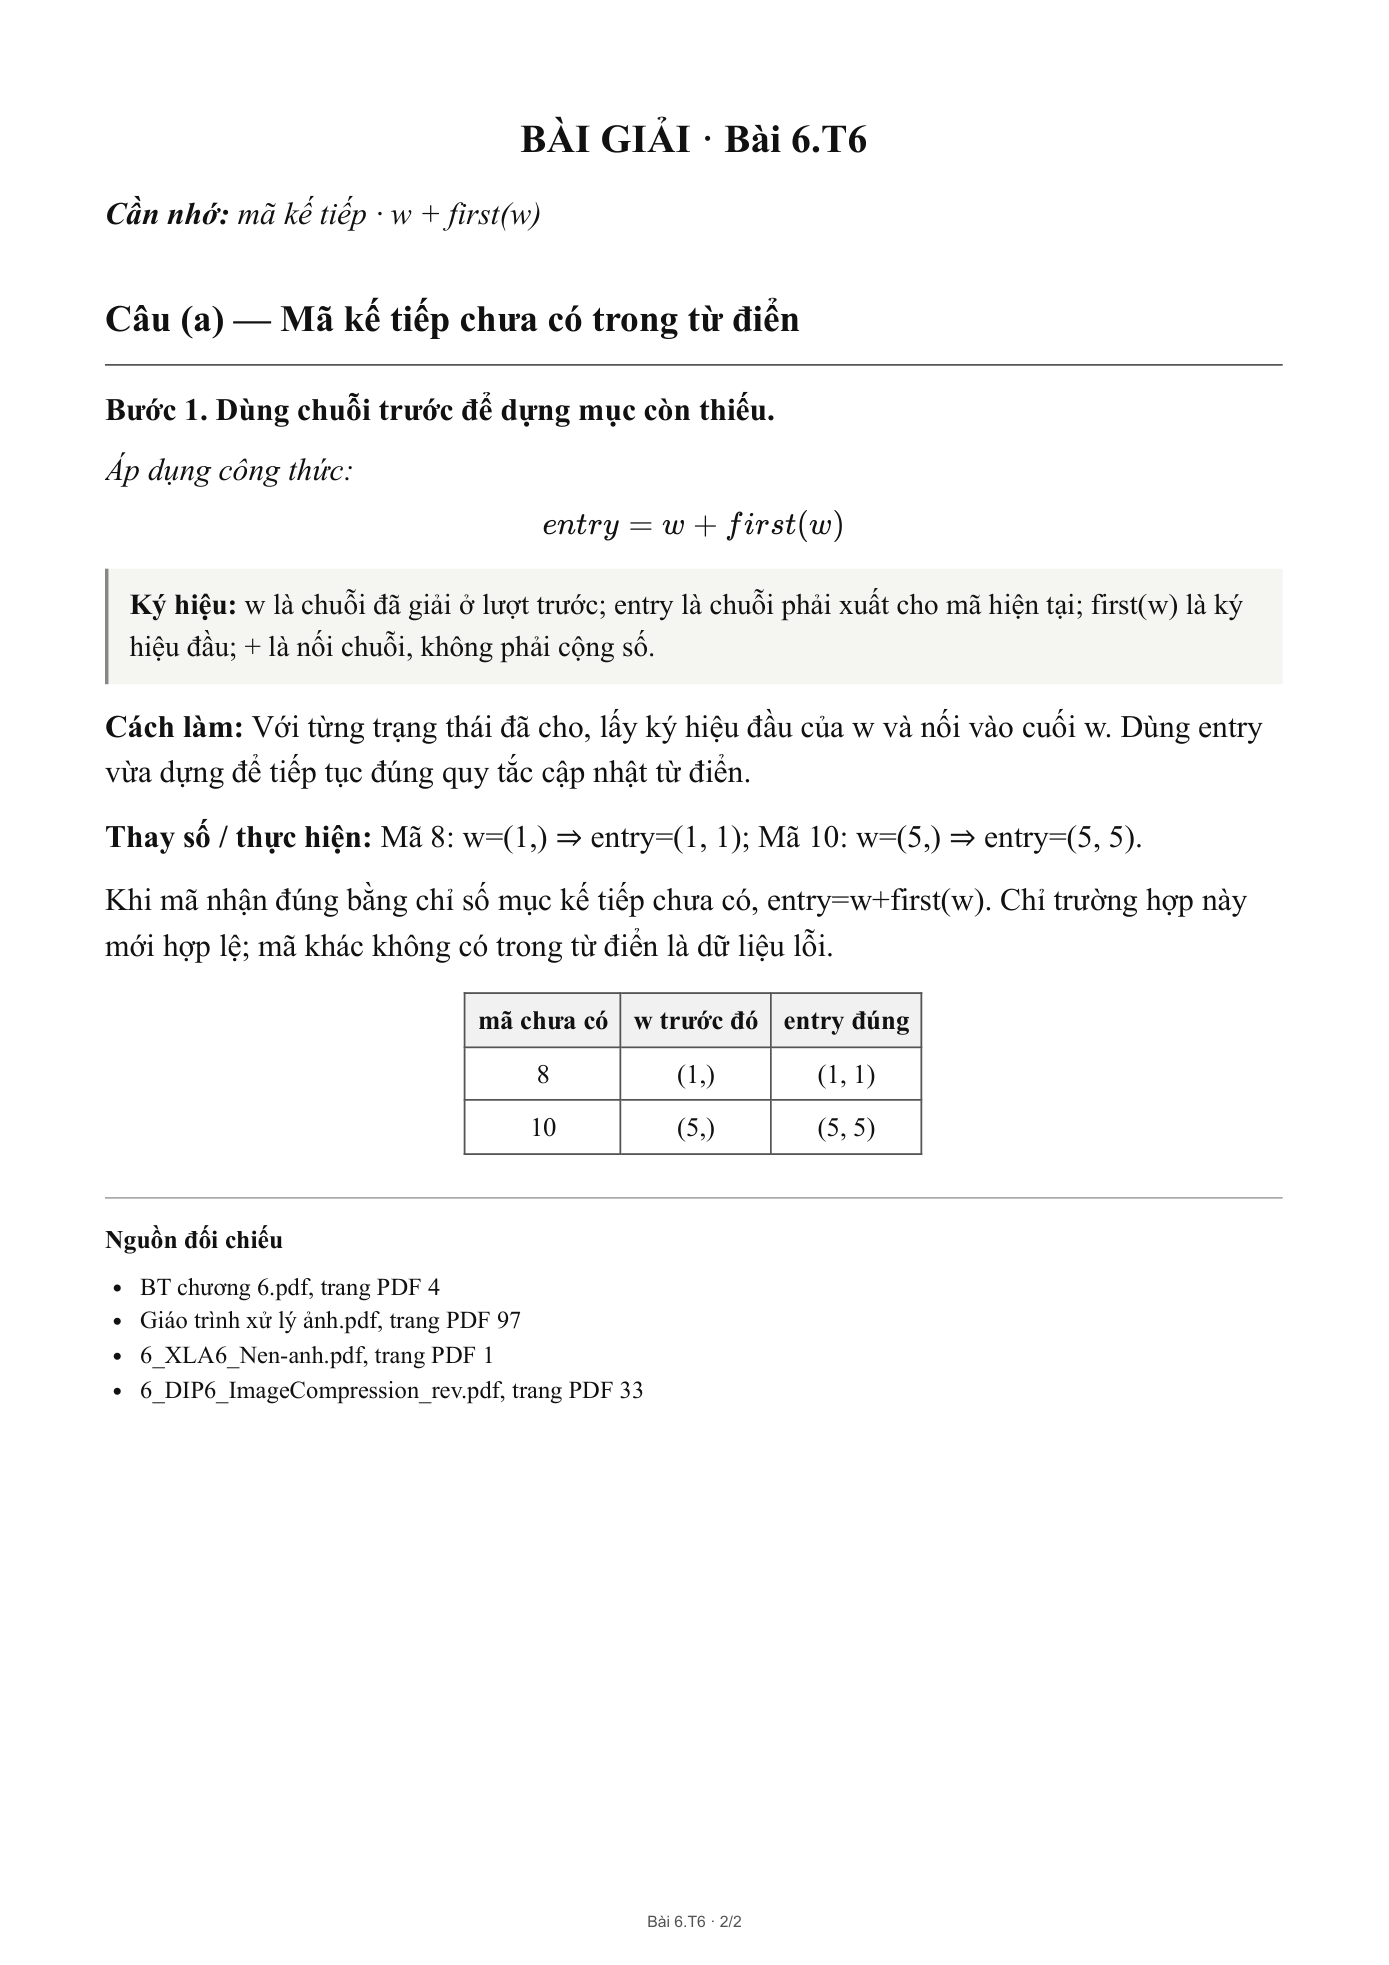 BÀI GIẢI · Bài 6.T6
Cần nhớ: mã kế tiếp · w + first(w)
Câu (a) — Mã kế tiếp chưa có trong từ điển
Bước 1. Dùng chuỗi trước để dựng mục còn thiếu.
Áp dụng công thức:
entry = w + first(w)
Ký hiệu: w là chuỗi đã giải ở lượt trước; entry là chuỗi phải xuất cho mã hiện tại; first(w) là ký
hiệu đầu; + là nối chuỗi, không phải cộng số.
Cách làm: Với từng trạng thái đã cho, lấy ký hiệu đầu của w và nối vào cuối w. Dùng entry
vừa dựng để tiếp tục đúng quy tắc cập nhật từ điển.
Thay số / thực hiện: Mã 8: w=(1,) ⇒ entry=(1, 1); Mã 10: w=(5,) ⇒ entry=(5, 5).
Khi mã nhận đúng bằng chỉ số mục kế tiếp chưa có, entry=w+first(w). Chỉ trường hợp này
mới hợp lệ; mã khác không có trong từ điển là dữ liệu lỗi.
mã chưa có w trước đó entry đúng
8 (1,) (1, 1)
10 (5,) (5, 5)
Nguồn đối chiếu
• BT chương 6.pdf, trang PDF 4
• Giáo trình xử lý ảnh.pdf, trang PDF 97
• 6_XLA6_Nen-anh.pdf, trang PDF 1
• 6_DIP6_ImageCompression_rev.pdf, trang PDF 33
Bài 6.T6 · 2/2